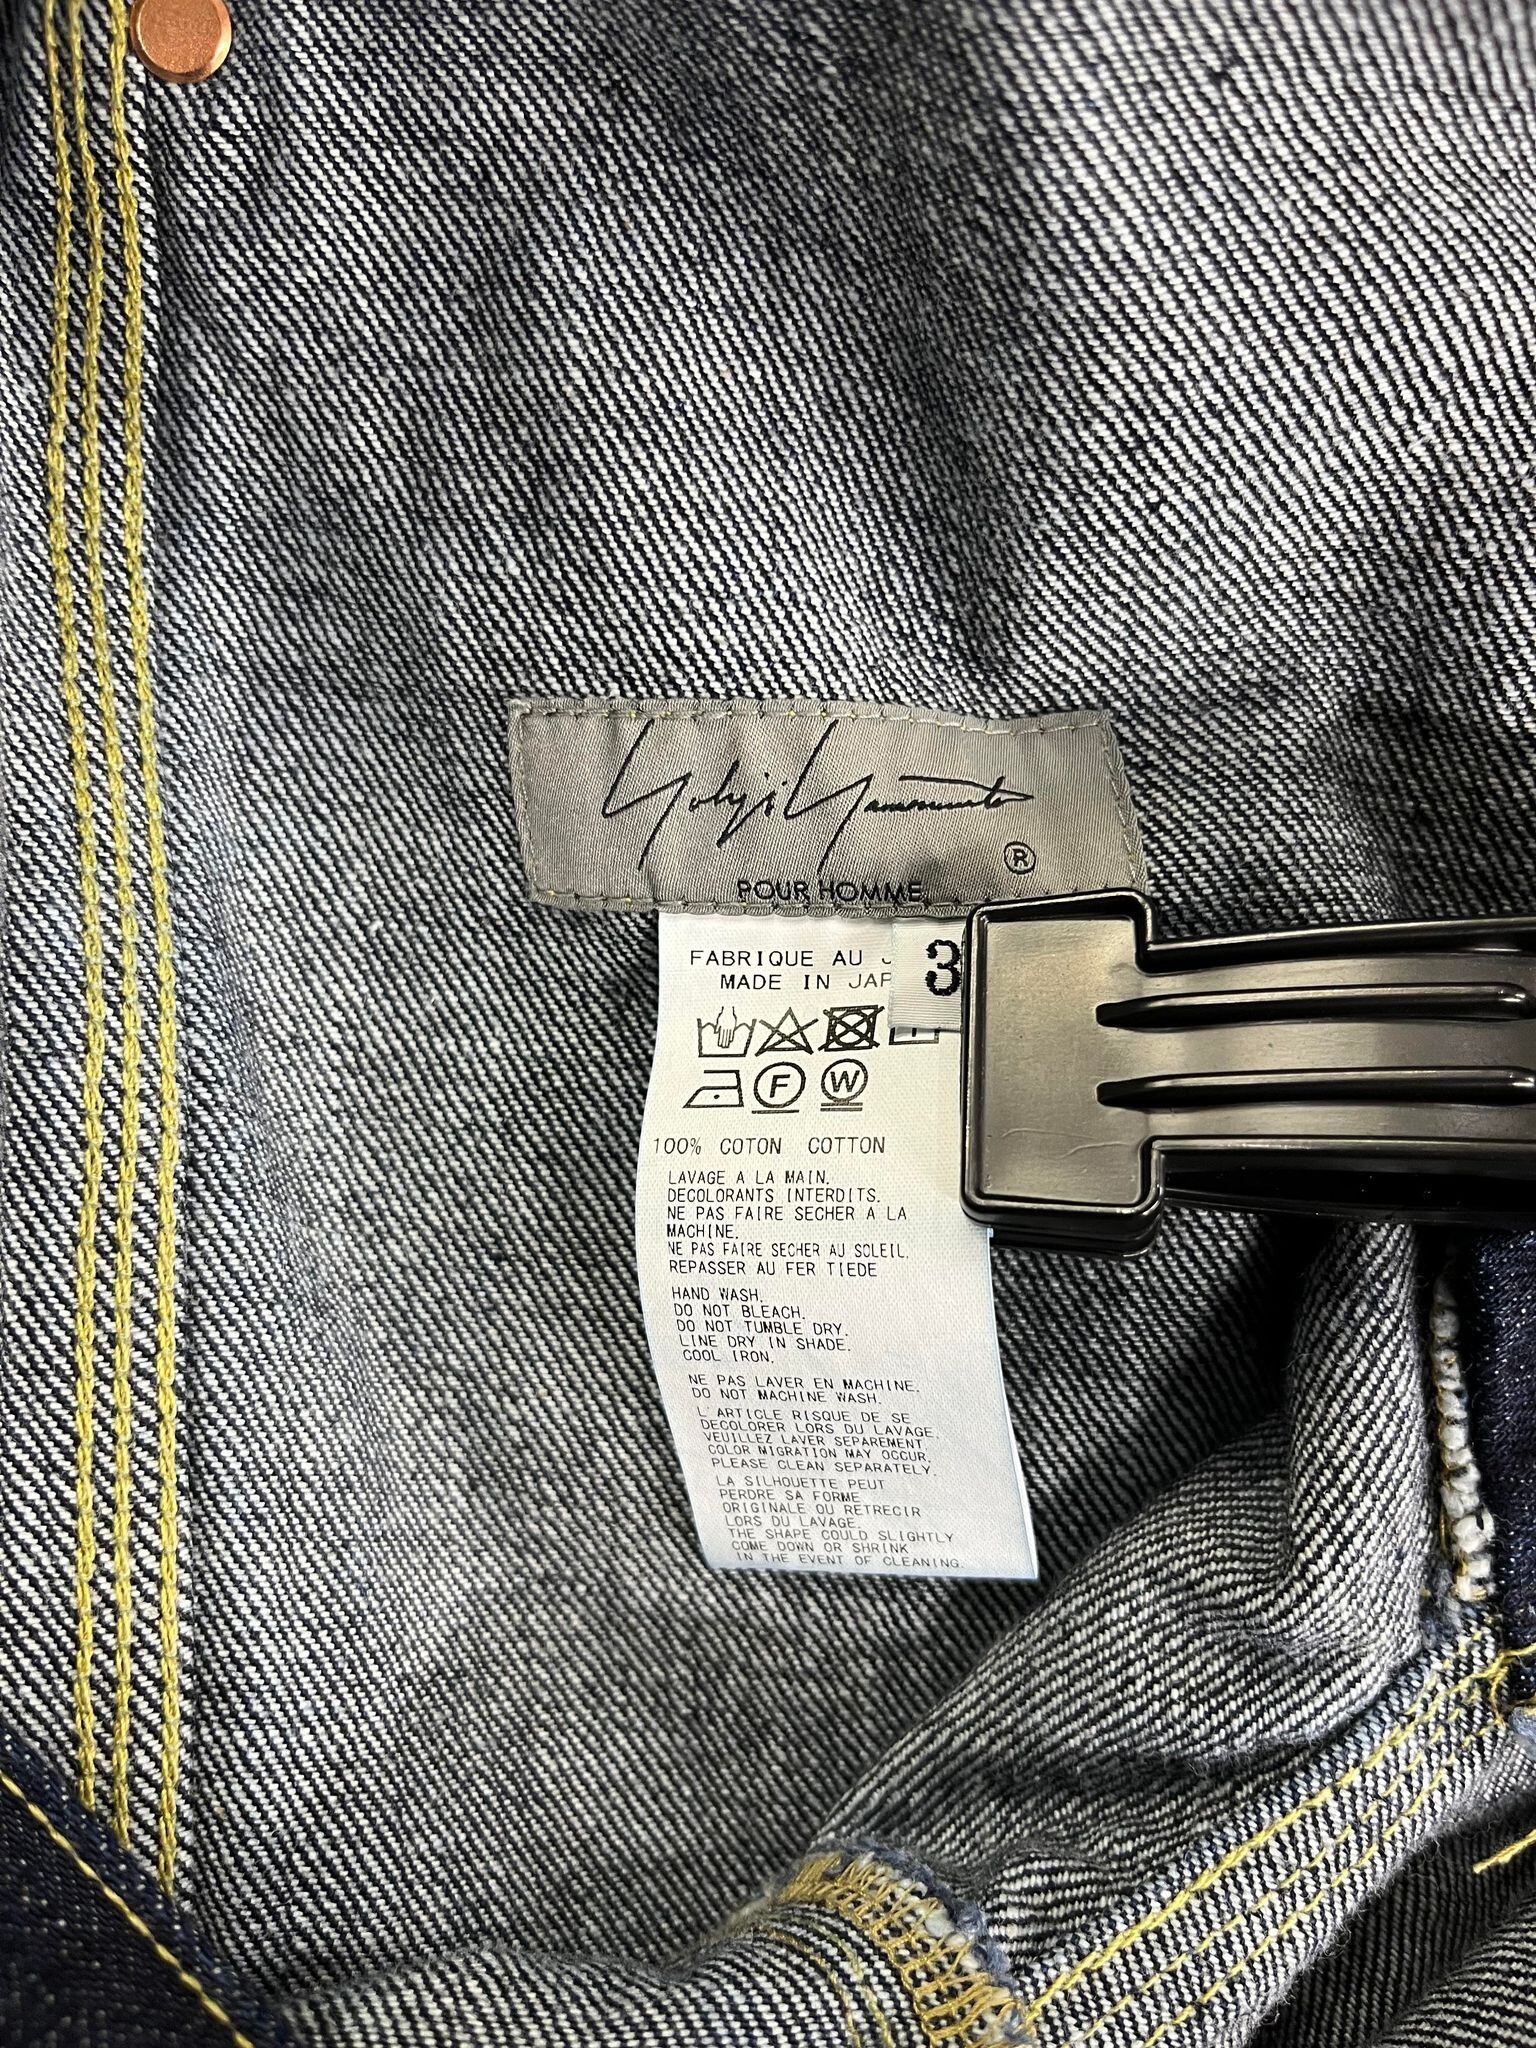 Yohji Yamamoto
®
POUR HOMME
FABRIQUE AU J
3
MADE IN JAP
F W
100% COTON COTTON
LAVAGE A LA MAIN.
DECOLORANTS INTERDITS.
NE PAS FAIRE SECHER A LA
MACHINE.
NE PAS FAIRE SECHER AU SOLEIL.
REPASSER AU FER TIEDE
HAND WASH.
DO NOT BLEACH.
DO NOT TUMBLE DRY.
LINE DRY IN SHADE.
COOL IRON.
NE PAS LAVER EN MACHINE.
DO NOT MACHINE WASH.
L'ARTICLE RISQUE DE SE
DECOLORER LORS DU LAVAGE.
VEUILLEZ LAVER SEPAREMENT.
COLOR MIGRATION MAY OCCUR.
PLEASE CLEAN SEPARATELY.
LA SILHOUETTE PEUT
PERDRE SA FORME
ORIGINALE OU RETRECIR
LORS DU LAVAGE.
THE SHAPE COULD SLIGHTLY
COME DOWN OR SHRINK
IN THE EVENT OF CLEANING.